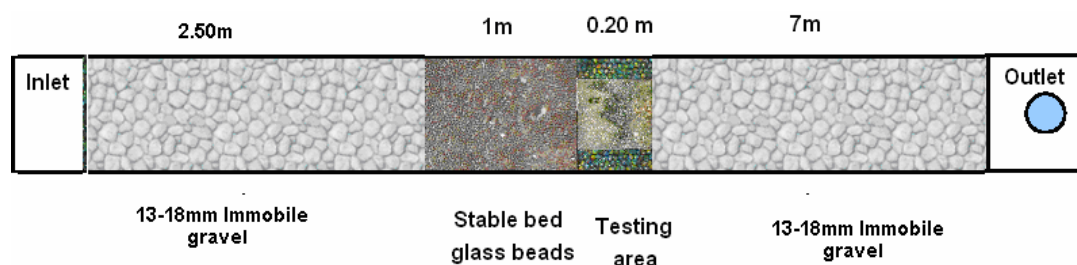 2.50m
1m
0.20 m
7m
Inlet
Outlet
13-18mm Immobile
gravel
Stable bed
glass beads
Testing
area
13-18mm Immobile
gravel